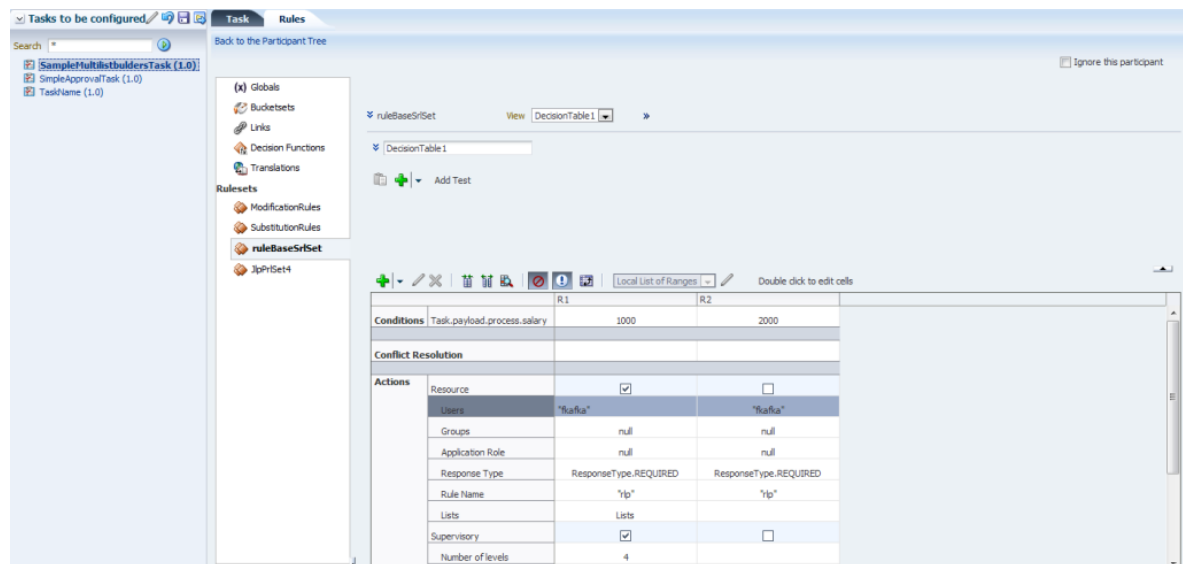 Tasks to be configured
Task Rules
Search *
Back to the Participant Tree
SampleMultilistbuldersTask (1.0)
SimpleApprovalTask (1.0)
TaskName (1.0)
Ignore this participant
(x) Globals
Bucketsets
Links
Decision Functions
Translations
Rulesets
ModificationRules
SubstitutionRules
ruleBaseSrlSet
JlpPrlSet4
ruleBaseSrlSet View DecisionTable1 »
DecisionTable1
Add Test
Local List of Ranges Double click to edit cells
R1 R2
Conditions Task.payload.process.salary 1000 2000
Conflict Resolution
Actions Resource
Users "fkafka" "fkafka"
Groups null null
Application Role null null
Response Type ResponseType.REQUIRED ResponseType.REQUIRED
Rule Name "rlp" "rlp"
Lists Lists
Supervisory
Number of levels 4